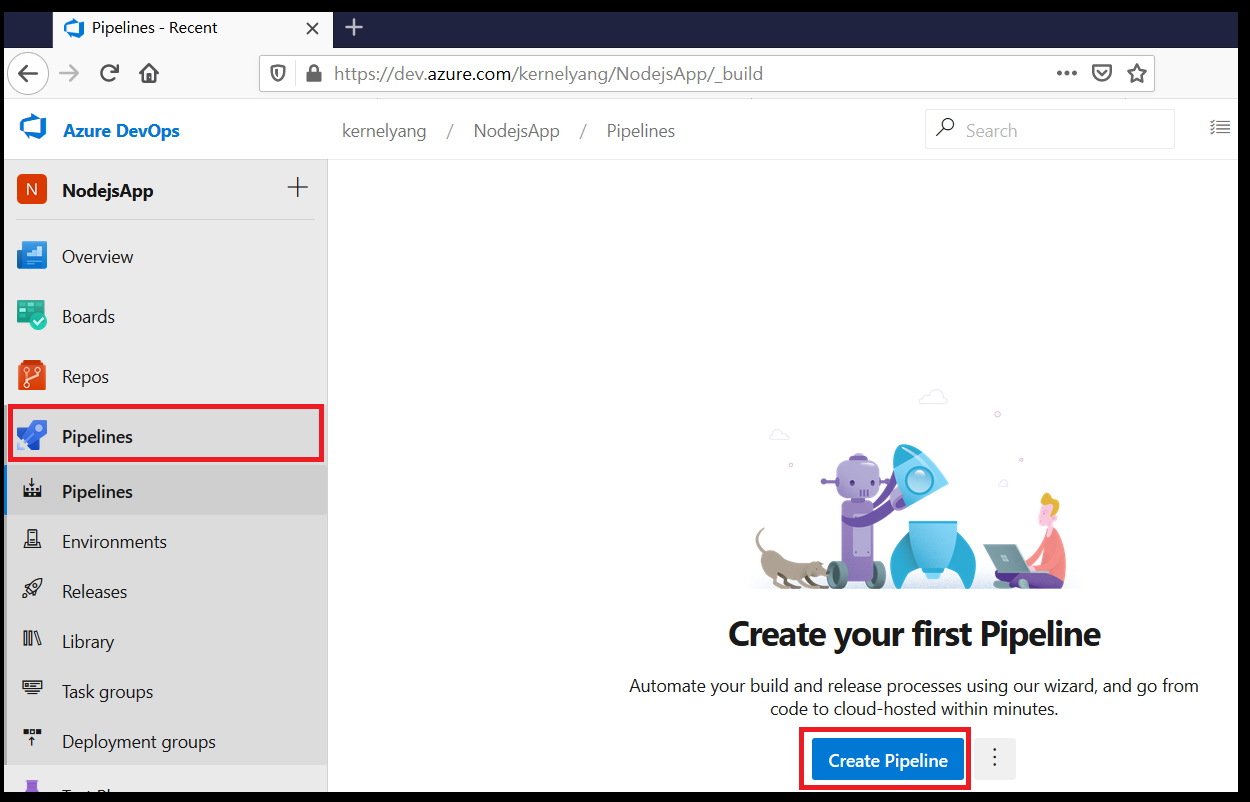 Pipelines - Recent
https://dev.azure.com/kernelyang/NodejsApp/_build
Azure DevOps
kernelyang / NodejsApp / Pipelines
Search
N NodejsApp
Overview
Boards
Repos
Pipelines
Pipelines
Environments
Releases
Library
Task groups
Deployment groups
Create your first Pipeline
Automate your build and release processes using our wizard, and go from
code to cloud-hosted within minutes.
Create Pipeline